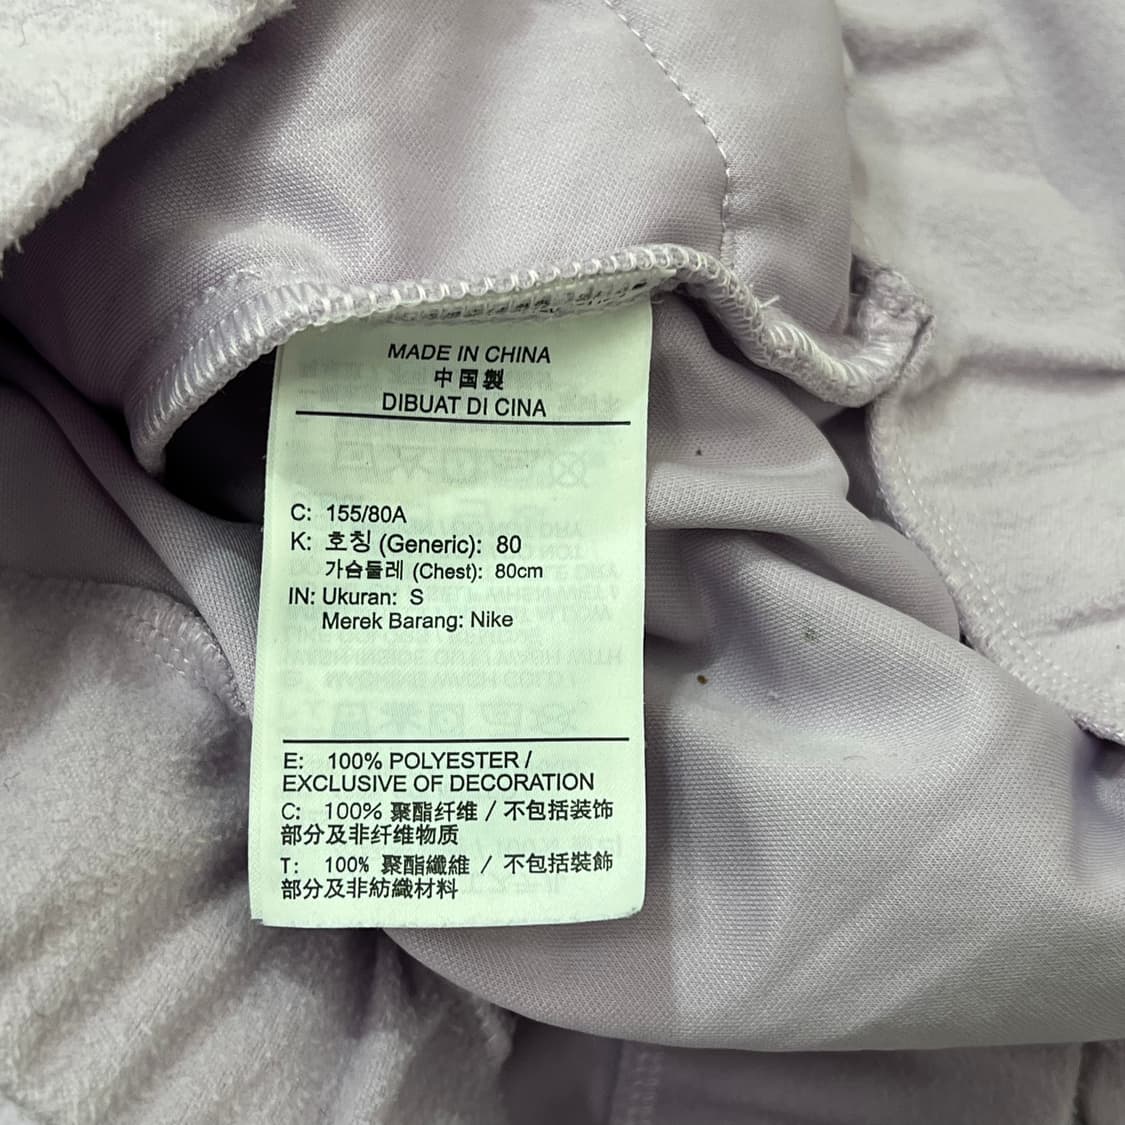 MADE IN CHINA
中国製
DIBUAT DI CINA
C: 155/80A
K: 호칭 (Generic): 80
가슴둘레 (Chest): 80cm
IN: Ukuran: S
Merek Barang: Nike
E: 100% POLYESTER /
EXCLUSIVE OF DECORATION
C: 100% 聚酯纤维 / 不包括装饰
部分及非纤维物质
T: 100% 聚酯纖維 / 不包括裝飾
部分及非紡織材料